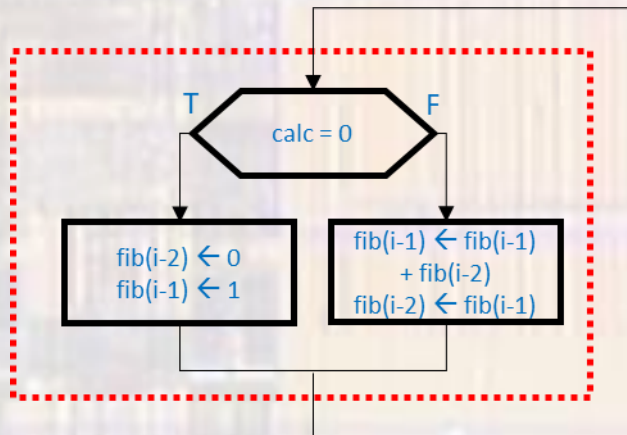 T
F
calc = 0
fib(i-2) ← 0
fib(i-1) ← 1
fib(i-1) ← fib(i-1)
+ fib(i-2)
fib(i-2) ← fib(i-1)